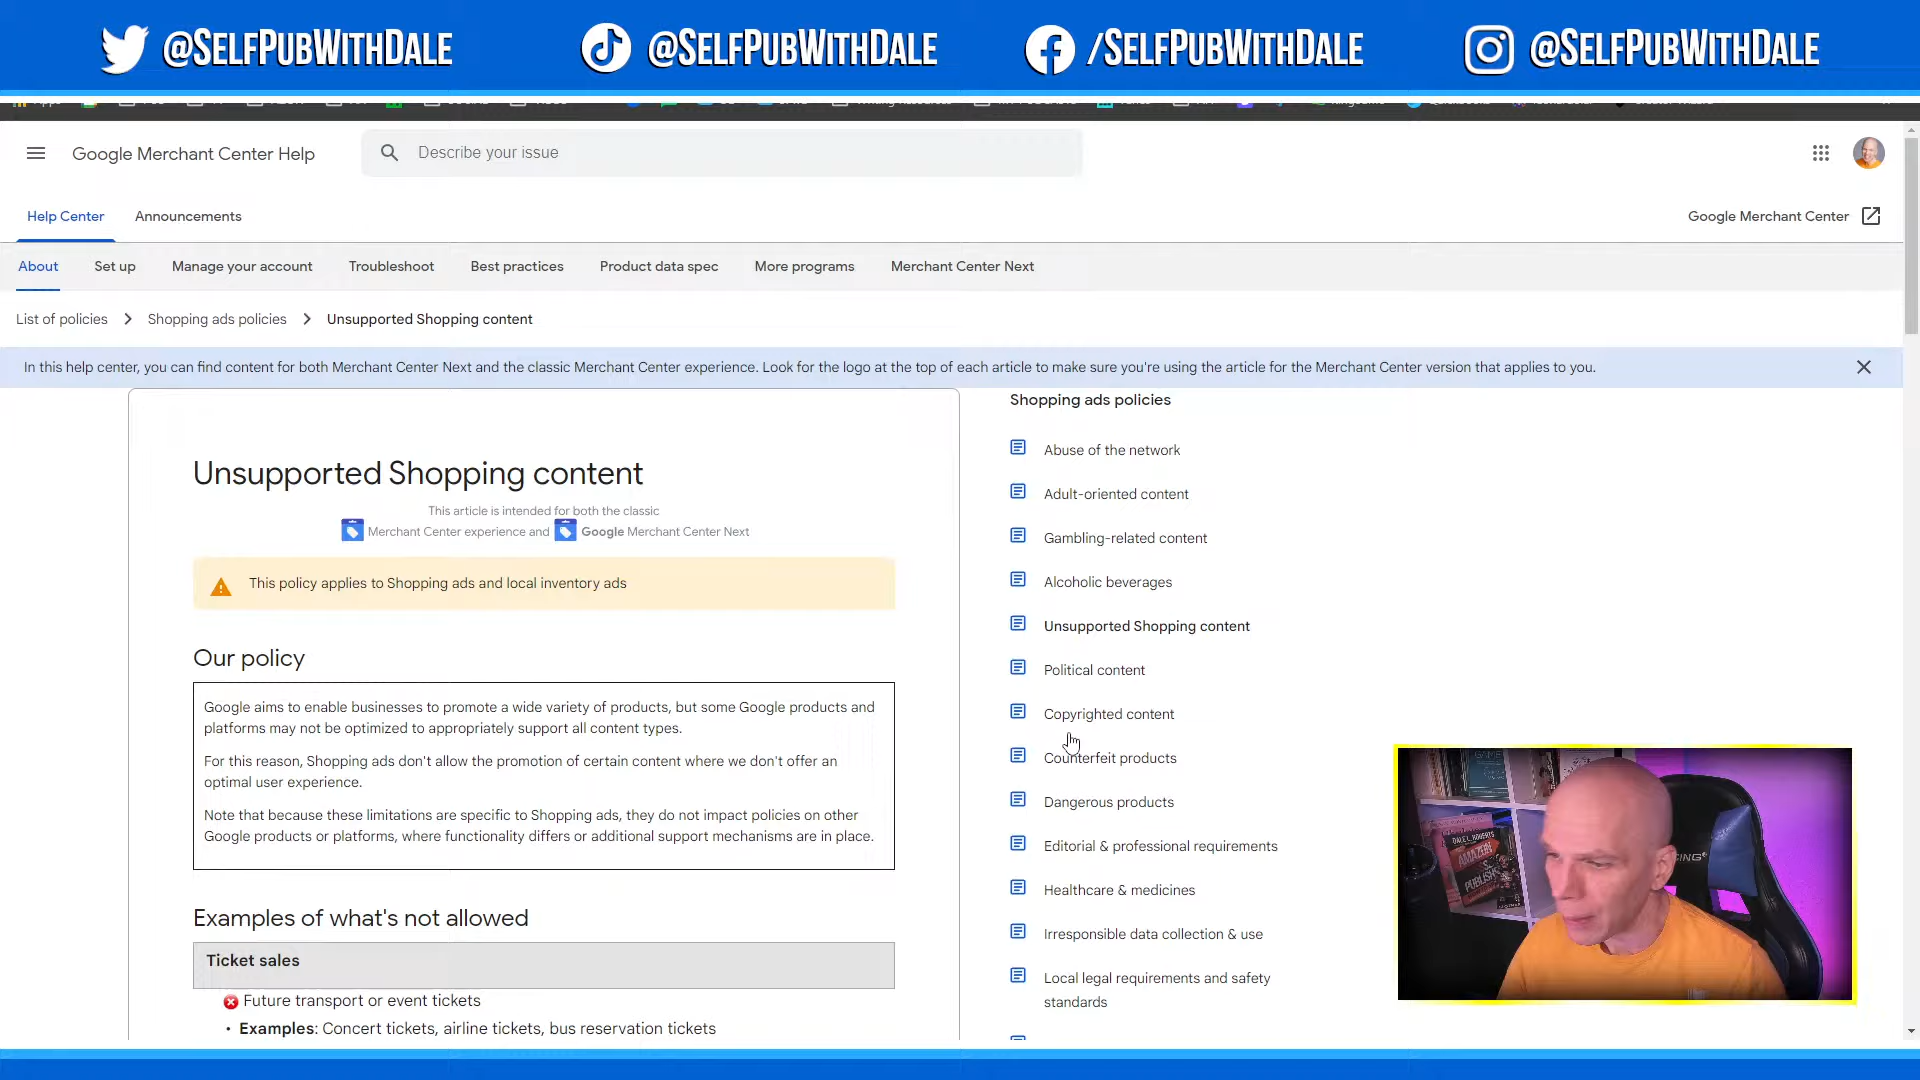 @SELFPUBWITHDALE
@SELFPUBWITHDALE
/SELFPUBWITHDALE
@SELFPUBWITHDALE
Google Merchant Center Help
Describe your issue
Help Center
Announcements
Google Merchant Center
About
Set up
Manage your account
Troubleshoot
Best practices
Product data spec
More programs
Merchant Center Next
List of policies
Shopping ads policies
Unsupported Shopping content
In this help center, you can find content for both Merchant Center Next and the classic Merchant Center experience. Look for the logo at the top of each article to make sure you're using the article for the Merchant Center version that applies to you.
Unsupported Shopping content
This article is intended for both the classic
Merchant Center experience and Google Merchant Center Next
This policy applies to Shopping ads and local inventory ads
Our policy
Google aims to enable businesses to promote a wide variety of products, but some Google products and
platforms may not be optimized to appropriately support all content types.
For this reason, Shopping ads don't allow the promotion of certain content where we don't offer an
optimal user experience.
Note that because these limitations are specific to Shopping ads, they do not impact policies on other
Google products or platforms, where functionality differs or additional support mechanisms are in place.
Examples of what's not allowed
Ticket sales
Future transport or event tickets
• Examples: Concert tickets, airline tickets, bus reservation tickets
Shopping ads policies
Abuse of the network
Adult-oriented content
Gambling-related content
Alcoholic beverages
Unsupported Shopping content
Political content
Copyrighted content
Counterfeit products
Dangerous products
Editorial & professional requirements
Healthcare & medicines
Irresponsible data collection & use
Local legal requirements and safety
standards
DALE L. ROBERTS
AMAZON